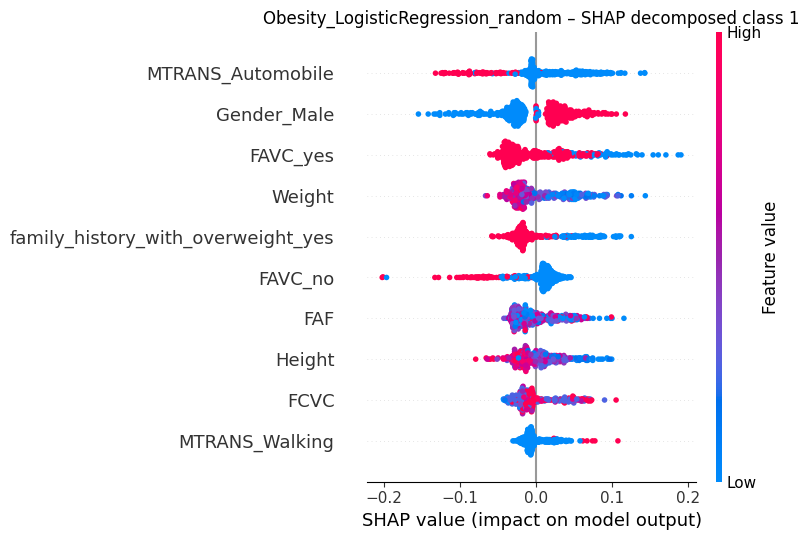 Obesity_LogisticRegression_random – SHAP decomposed class 1
High
MTRANS_Automobile
Gender_Male
FAVC_yes
Weight
family_history_with_overweight_yes
FAVC_no
FAF
Height
FCVC
MTRANS_Walking
Feature value
Low
−0.2 −0.1 0.0 0.1 0.2
SHAP value (impact on model output)